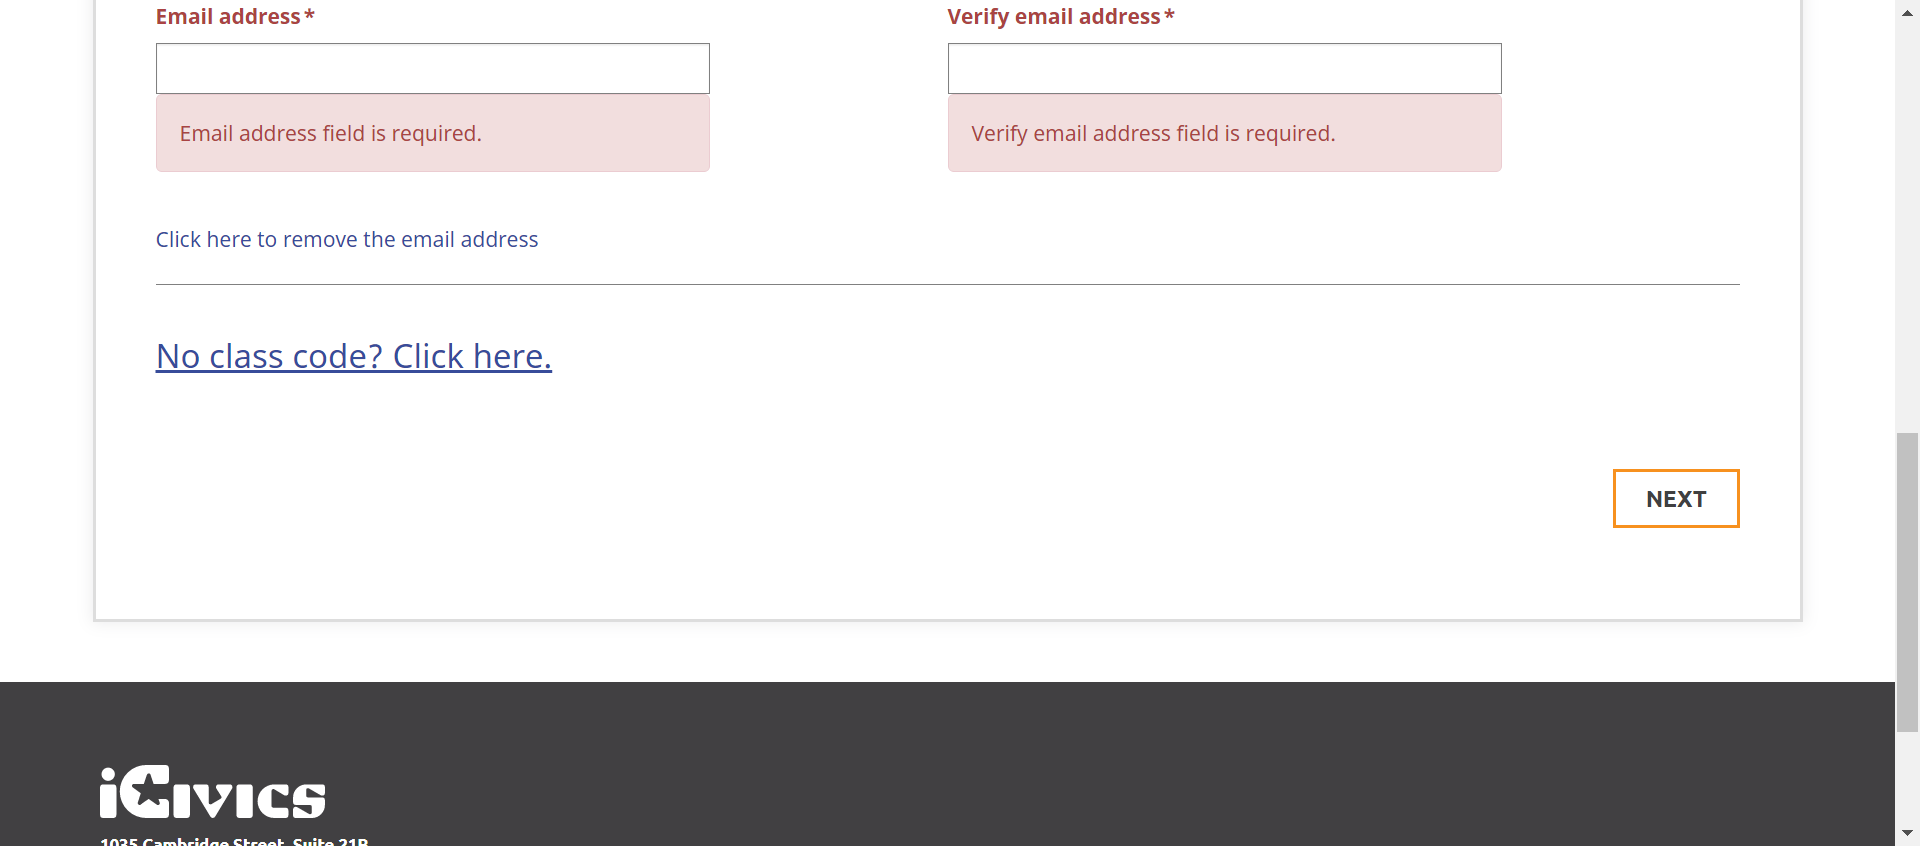 Email address*
Verify email address*
Email address field is required.
Verify email address field is required.
Click here to remove the email address
No class code? Click here.
NEXT
iCivics
1035 Cambridge Street, Suite 21B